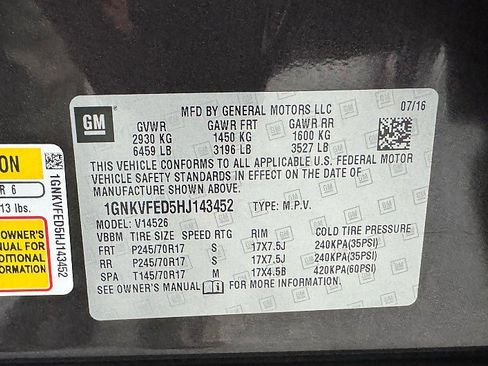 GM
MFD BY GENERAL MOTORS LLC 07/16
GVWR GAWR FRT GAWR RR
2930 KG 1450 KG 1600 KG
6459 LB 3196 LB 3527 LB
THIS VEHICLE CONFORMS TO ALL APPLICABLE U.S. FEDERAL MOTOR
VEHICLE SAFETY STANDARDS IN EFFECT ON THE DATE OF
MANUFACTURE SHOWN ABOVE.
1GNKVFED5HJ143452 TYPE: M.P.V.
MODEL: V14526
VBBM TIRE SIZE SPEED RTG RIM COLD TIRE PRESSURE
FRT P245/70R17 S 17X7.5J 240KPA(35PSI)
RR P245/70R17 S 17X7.5J 240KPA(35PSI)
SPA T145/70R17 M 17X4.5B 420KPA(60PSI)
SEE OWNER'S MANUAL FOR MORE INFORMATION.
ON
R 6
13 lbs.
OWNER'S
MANUAL FOR
ADDITIONAL
FORMATION
1GNKVFED5HJ143452